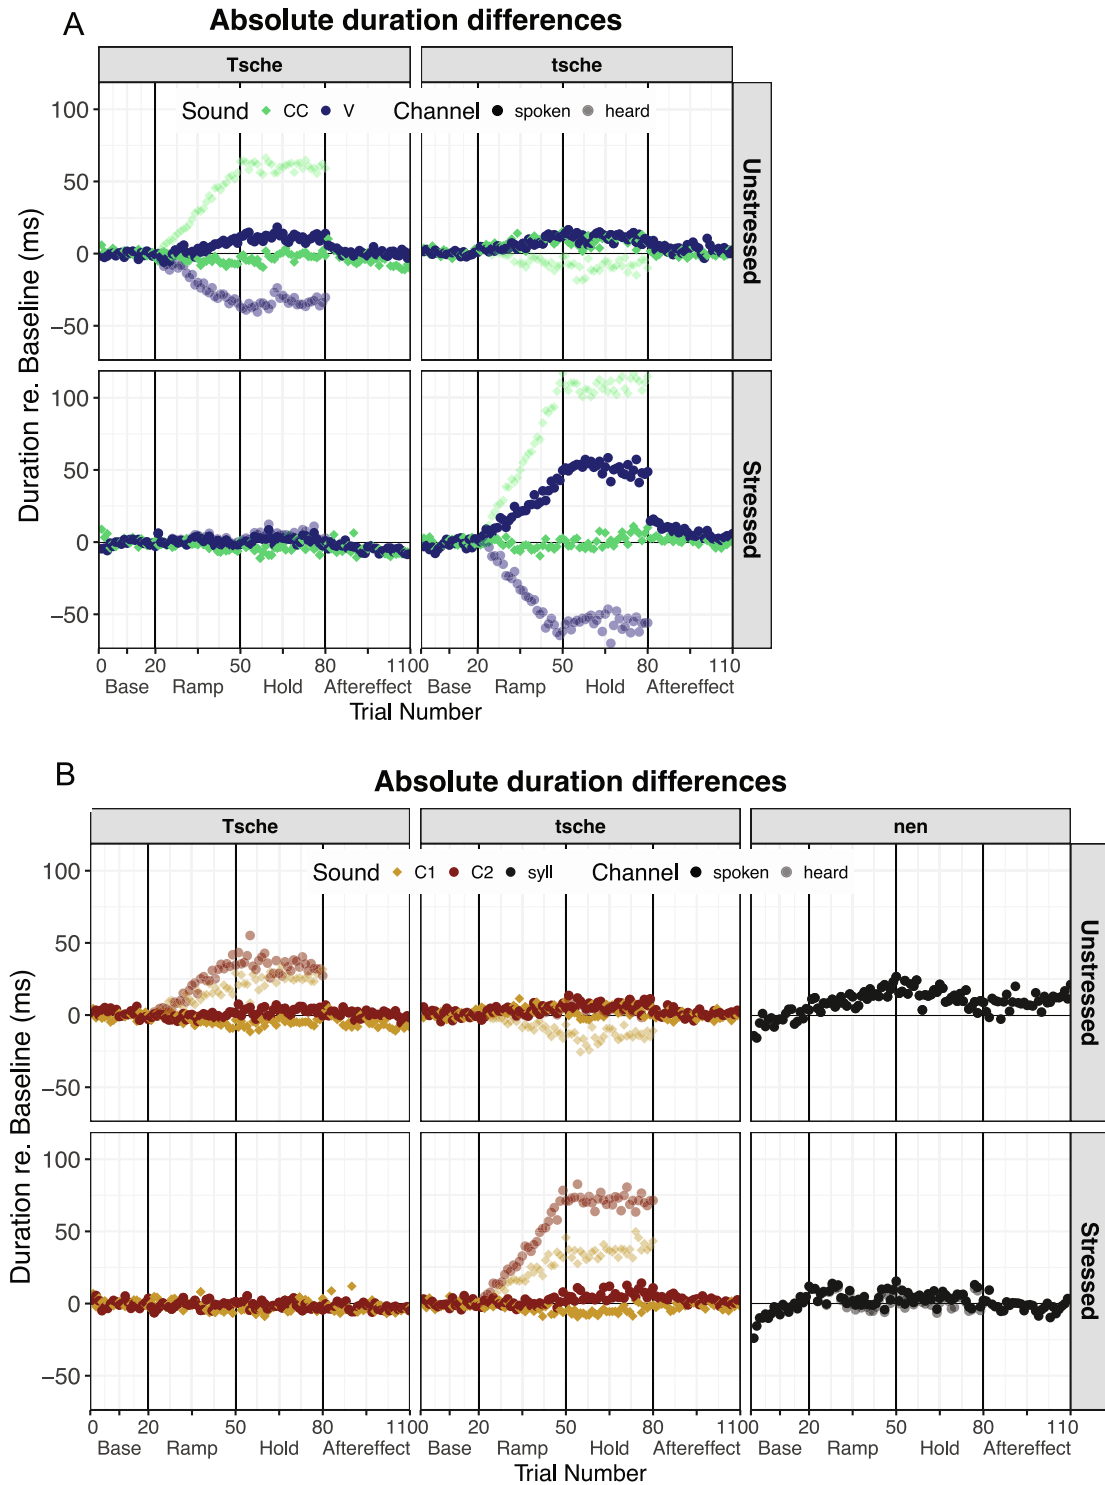 A
Absolute duration differences
Tsche tsche
Sound CC V Channel spoken heard
Duration re. Baseline (ms)
100
50
0
−50
Unstressed
100
50
0
−50
Stressed
0 20 50 80 110 00 20 50 80 110
Base Ramp Hold Aftereffect Base Ramp Hold Aftereffect
Trial Number
B
Absolute duration differences
Tsche tsche nen
Sound C1 C2 syll Channel spoken heard
Duration re. Baseline (ms)
100
50
0
−50
Unstressed
100
50
0
−50
Stressed
0 20 50 80 110 00 20 50 80 110 00 20 50 80 110
Base Ramp Hold Aftereffect Base Ramp Hold Aftereffect Base Ramp Hold Aftereffect
Trial Number